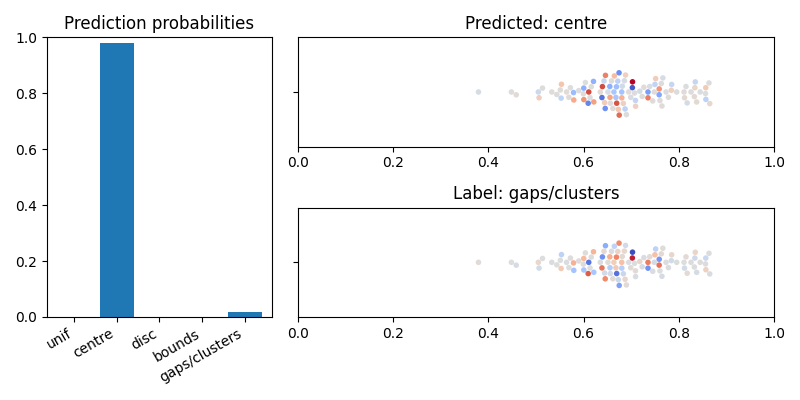 Prediction probabilities
1.0
0.8
0.6
0.4
0.2
0.0
unif
centre
disc
bounds
gaps/clusters
Predicted: centre
0.0 0.2 0.4 0.6 0.8 1.0
Label: gaps/clusters
0.0 0.2 0.4 0.6 0.8 1.0